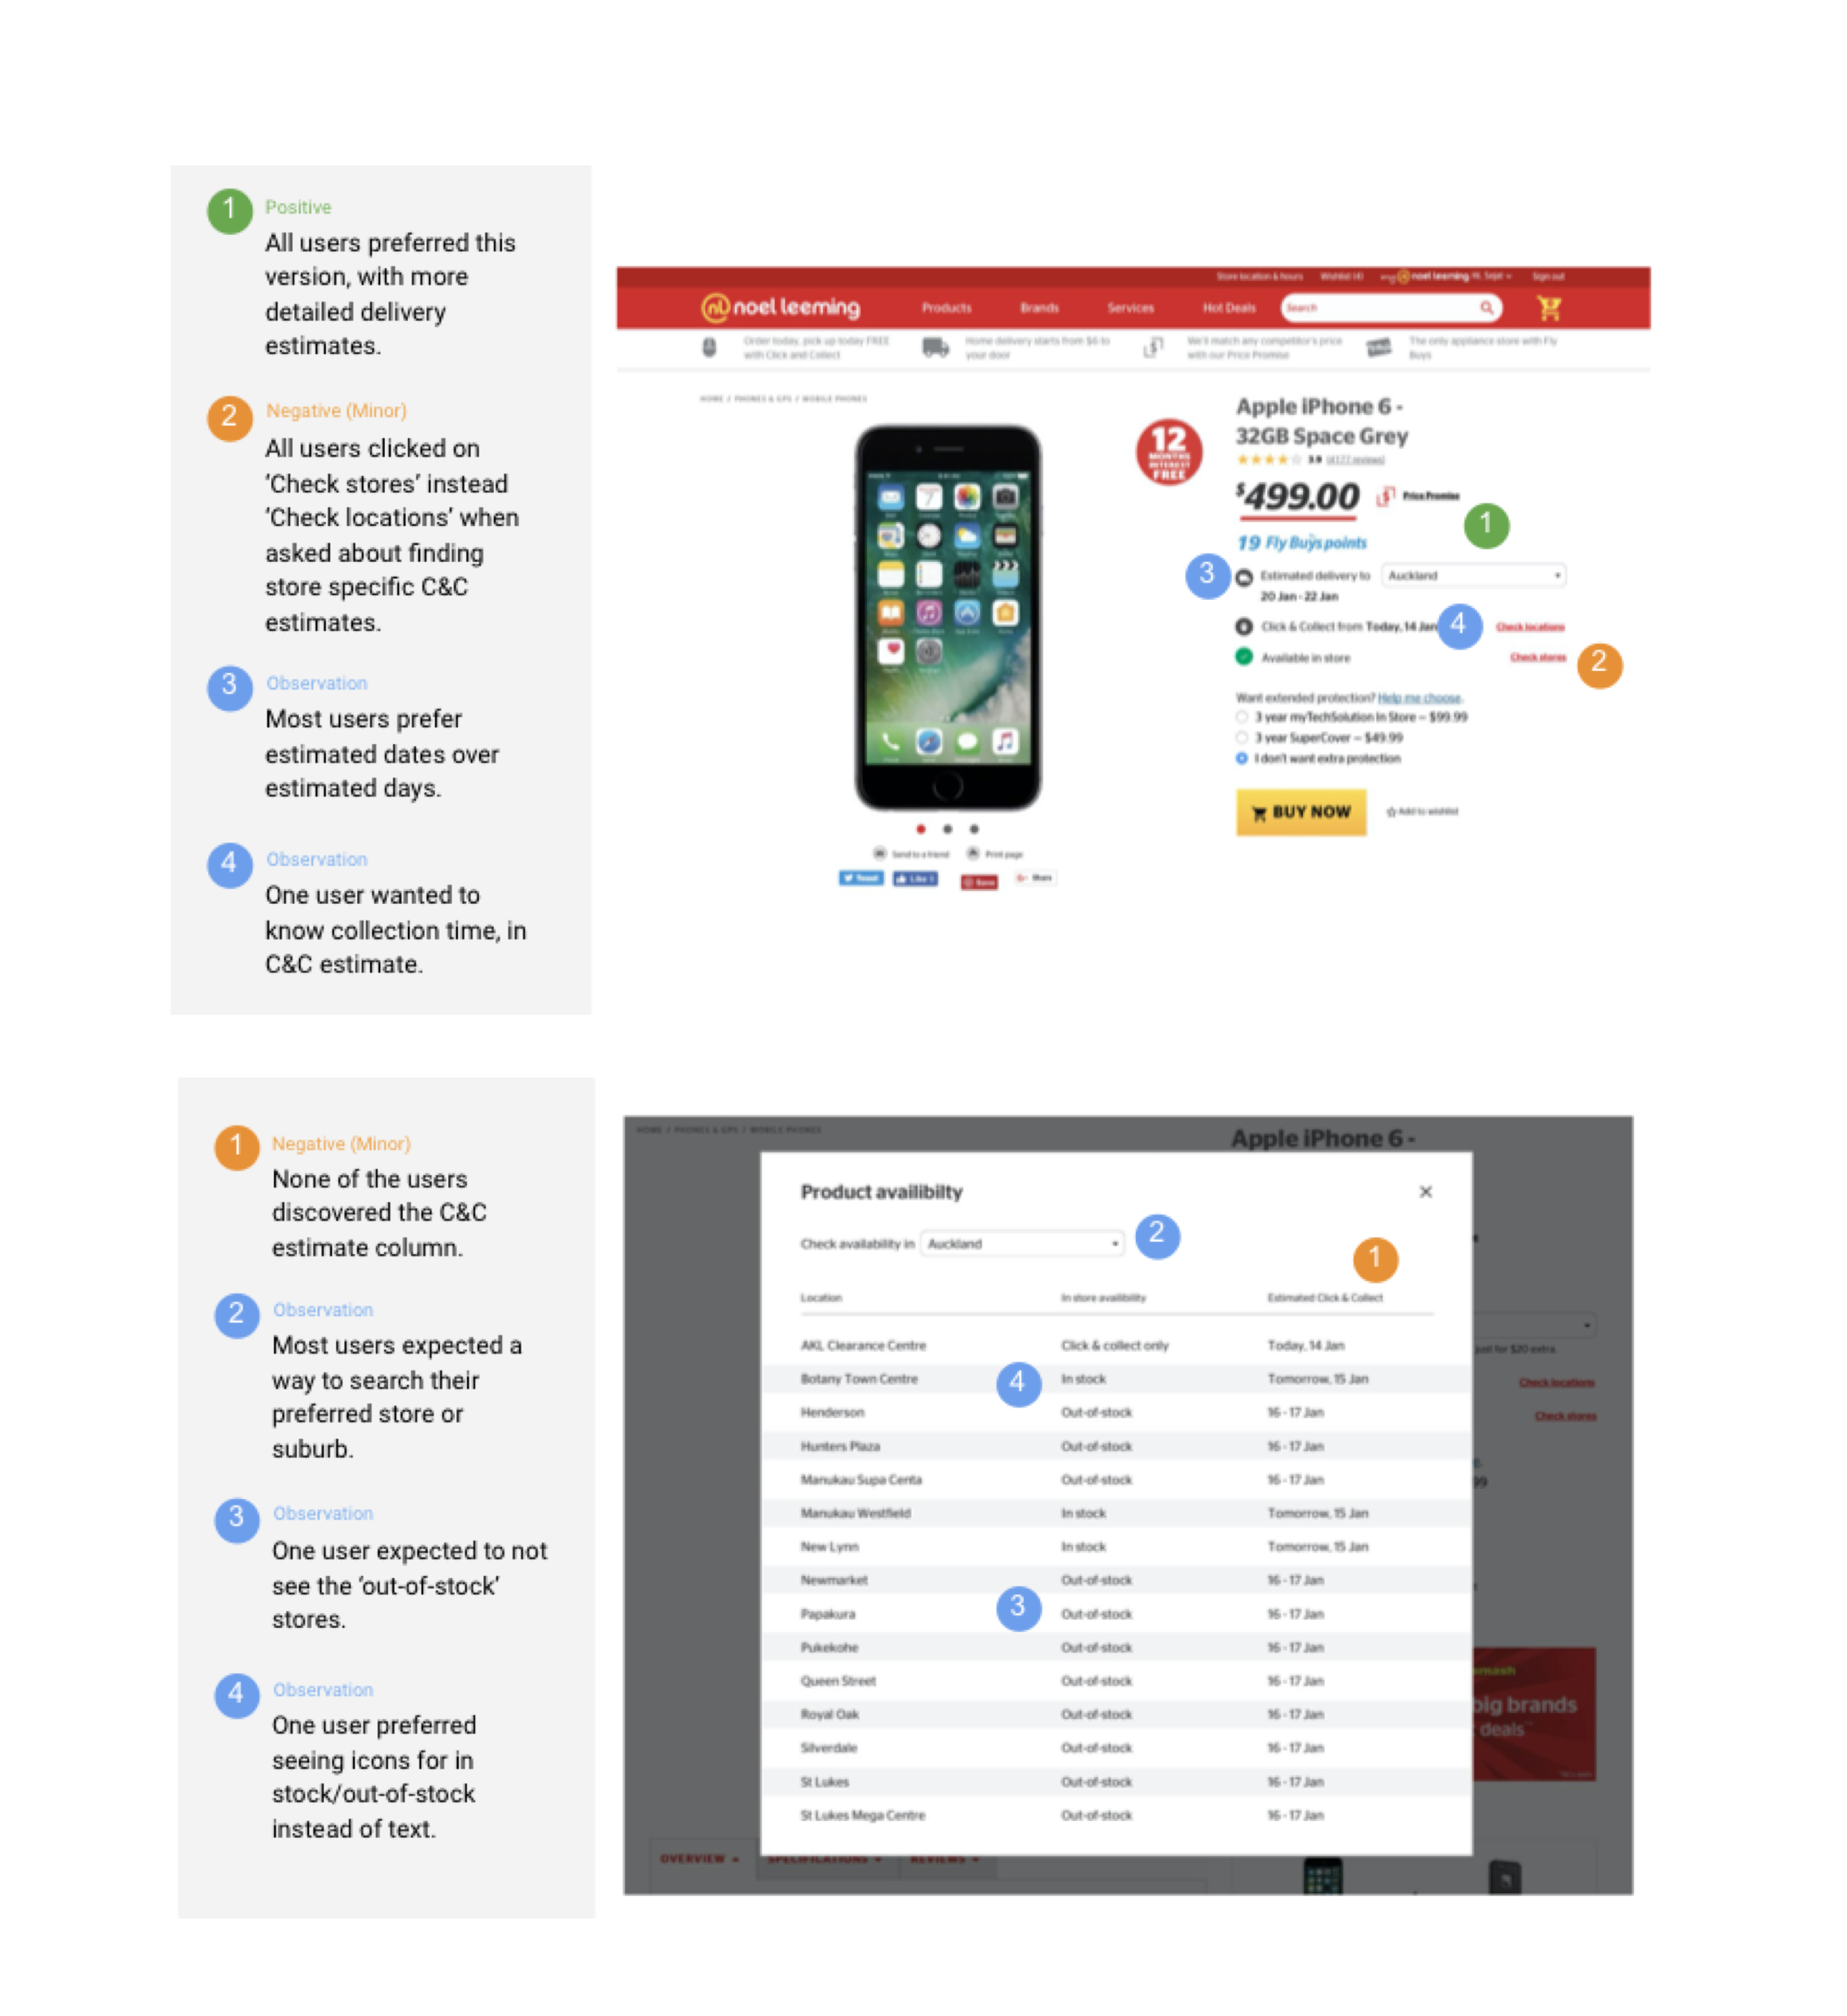 1 Positive
All users preferred this
version, with more
detailed delivery
estimates.
2 Negative (Minor)
All users clicked on
‘Check stores’ instead
‘Check locations’ when
asked about finding
store specific C&C
estimates.
3 Observation
Most users prefer
estimated dates over
estimated days.
4 Observation
One user wanted to
know collection time, in
C&C estimate.
Store location & hours Wishlist (4) noel leeming Hi, Sign out
noel leeming Products Brands Services Hot Deals Search
Order today, pick up today FREE
with Click and Collect
Home delivery starts from $6 to
your door
We'll match any competitor's price
with our Price Promise
The only appliance store with Fly
Buys
HOME / PHONES & GPS / MOBILE PHONES
12
MONTHS
INTEREST
FREE
Apple iPhone 6 -
32GB Space Grey
3.9 (4177 reviews)
$499.00 Price Promise
1
19 Fly Buys points
3 Estimated delivery to Auckland
20 Jan - 22 Jan
Click & Collect from Today, 14 Jan 4 Check locations
Available in store Check stores 2
Want extended protection? Help me choose.
3 year myTechSolution In Store – $99.99
3 year SuperCover – $49.99
I don't want extra protection
BUY NOW Add to wishlist
Send to a friend Print page
Tweet Like Save Share
1 Negative (Minor)
None of the users
discovered the C&C
estimate column.
2 Observation
Most users expected a
way to search their
preferred store or
suburb.
3 Observation
One user expected to not
see the ‘out-of-stock’
stores.
4 Observation
One user preferred
seeing icons for in
stock/out-of-stock
instead of text.
HOME / PHONES & GPS / MOBILE PHONES
Apple iPhone 6 -
Product availibilty
Check availability in Auckland 2
1
Location In store availibility Estimated Click & Collect
AKL Clearance Centre Click & collect only Today, 14 Jan
Botany Town Centre 4 In stock Tomorrow, 15 Jan
Henderson Out-of-stock 16 - 17 Jan
Hunters Plaza Out-of-stock 16 - 17 Jan
Manukau Supa Centa Out-of-stock 16 - 17 Jan
Manukau Westfield In stock Tomorrow, 15 Jan
New Lynn In stock Tomorrow, 15 Jan
Newmarket Out-of-stock 16 - 17 Jan
Papakura 3 Out-of-stock 16 - 17 Jan
Pukekohe Out-of-stock 16 - 17 Jan
Queen Street Out-of-stock 16 - 17 Jan
Royal Oak Out-of-stock 16 - 17 Jan
Silverdale Out-of-stock 16 - 17 Jan
St Lukes Out-of-stock 16 - 17 Jan
St Lukes Mega Centre Out-of-stock 16 - 17 Jan
just for $20 extra.
Check locations
Check stores
99
smash
big brands
deals
OVERVIEW SPECIFICATIONS REVIEWS